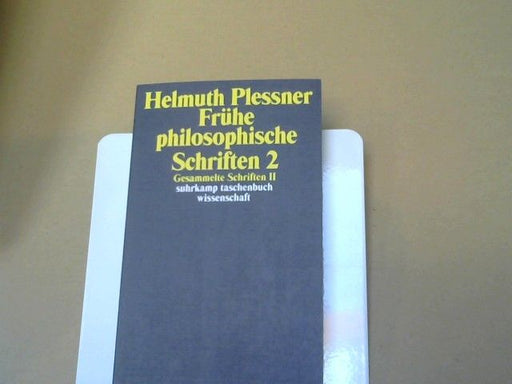 Helmuth Plessner
Frühe
philosophische
Schriften 2
Gesammelte Schriften II
suhrkamp taschenbuch
wissenschaft